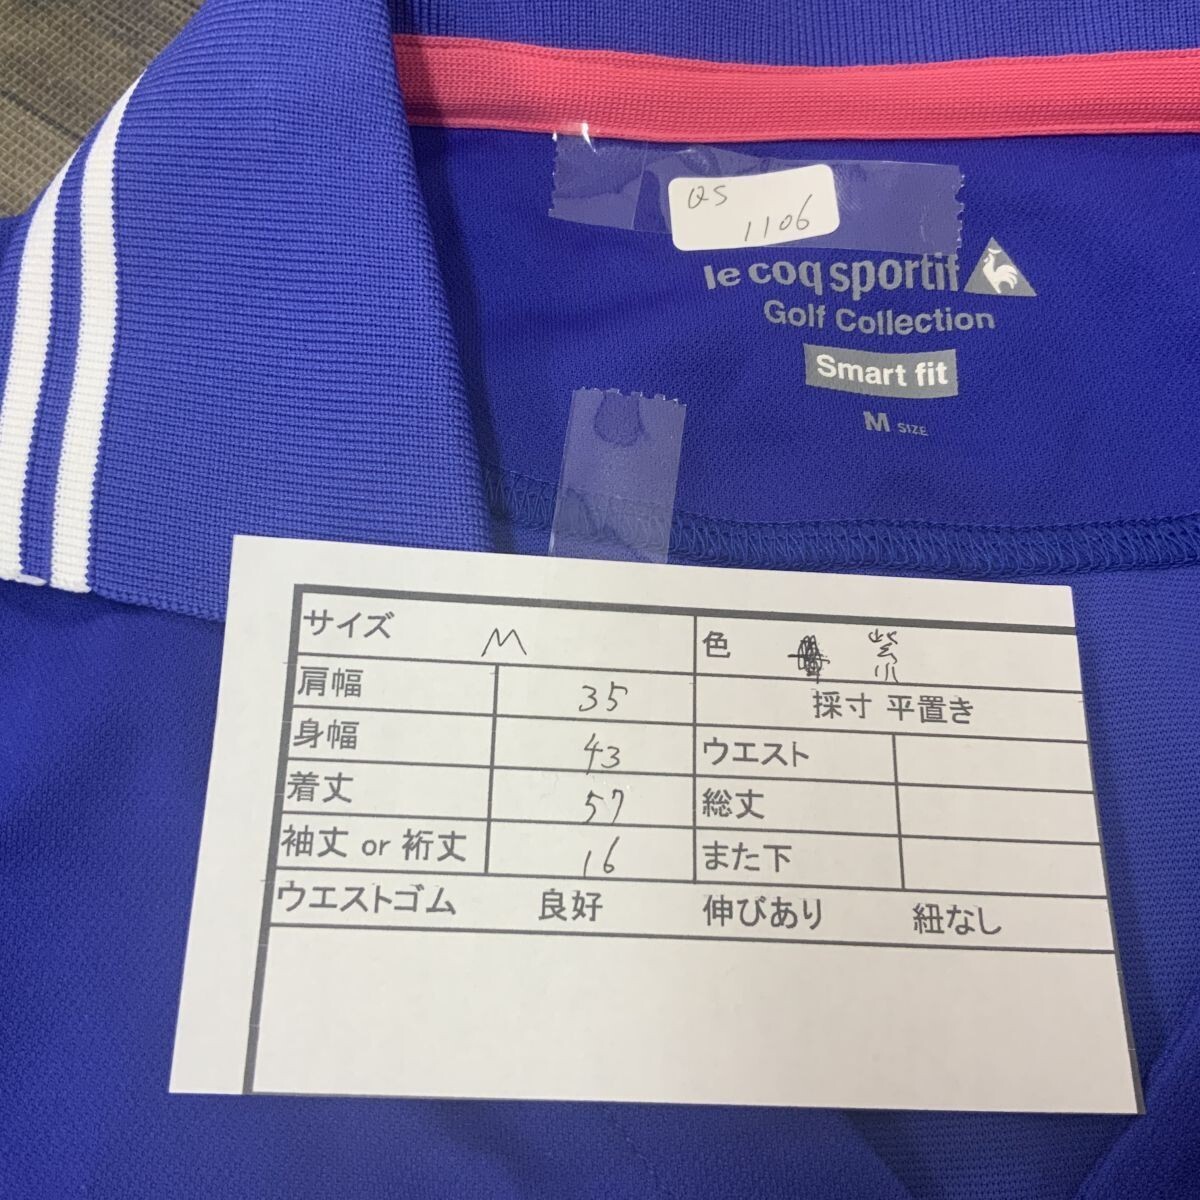 QS
1106
le coq sportif
Golf Collection
Smart fit
M SIZE
サイズ M 色 紫
肩幅 35 採寸 平置き
身幅 43 ウエスト
着丈 57 総丈
袖丈 or 裄丈 16 また下
ウエストゴム 良好 伸びあり 紐なし